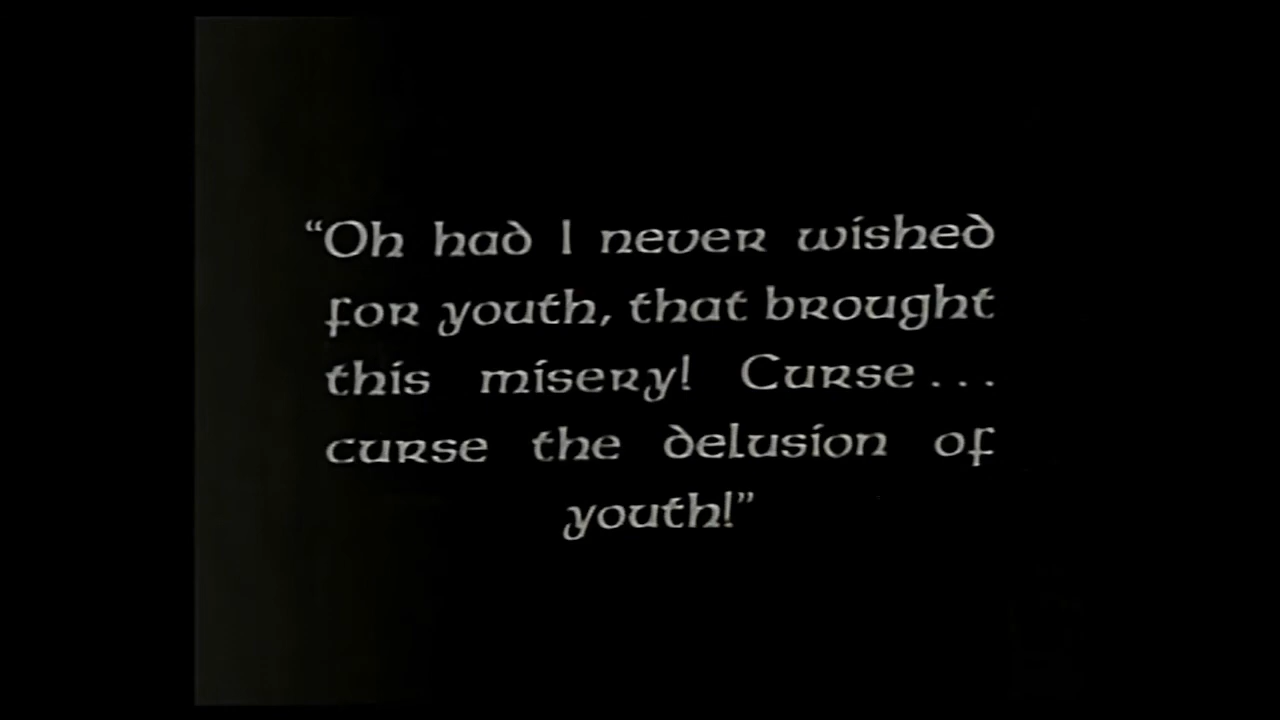 “Oh had I never wished
for youth, that brought
this misery! Curse...
curse the delusion of
youth!”